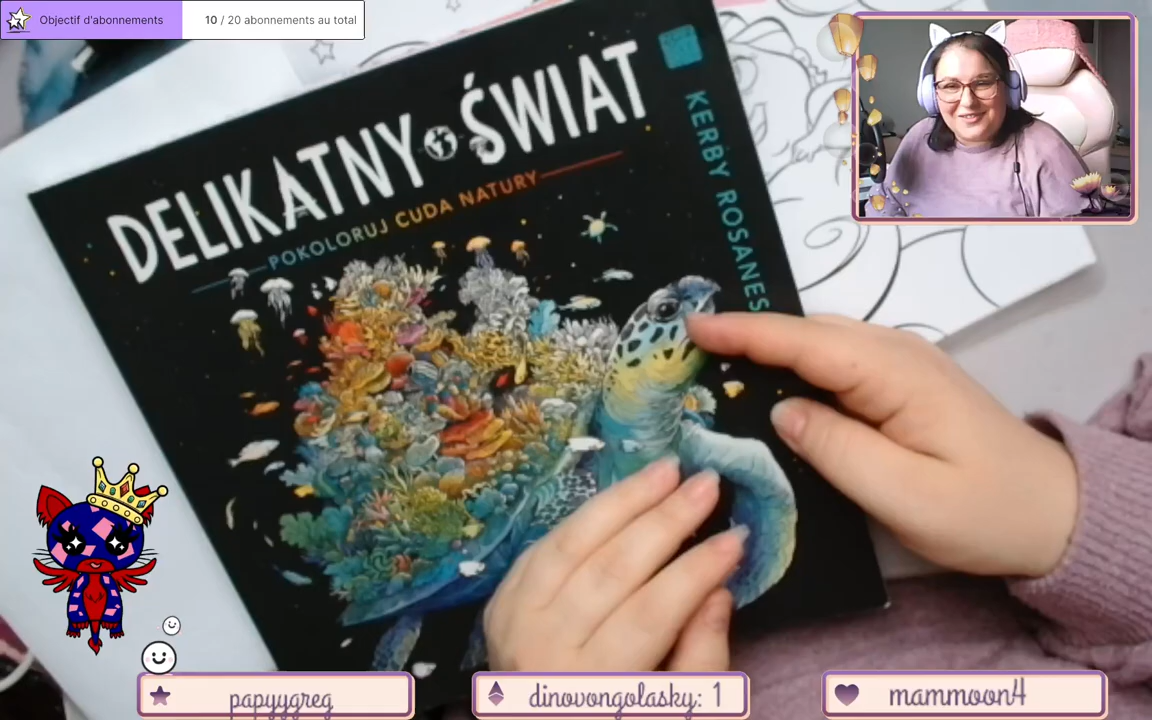 Objectif d'abonnements
10 / 20 abonnements au total
DELIKATNY ŚWIAT
POKOLORUJ CUDA NATURY
KERBY ROSANES
papyygreg
dinovongolasky: 1
mammoon4